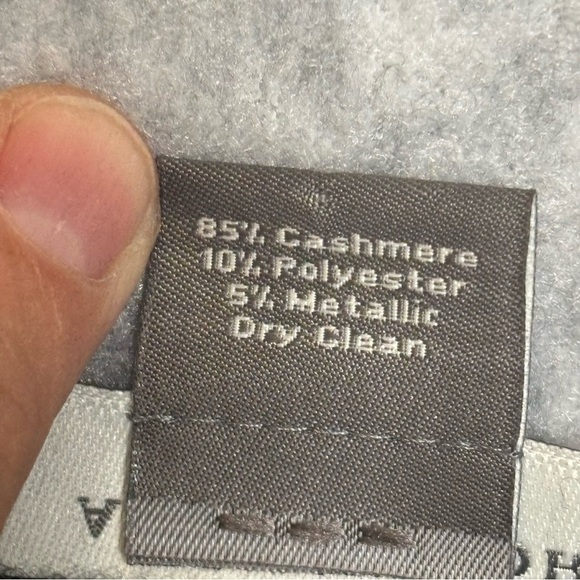 85% Cashmere
10% Polyester
5% Metallic
Dry Clean